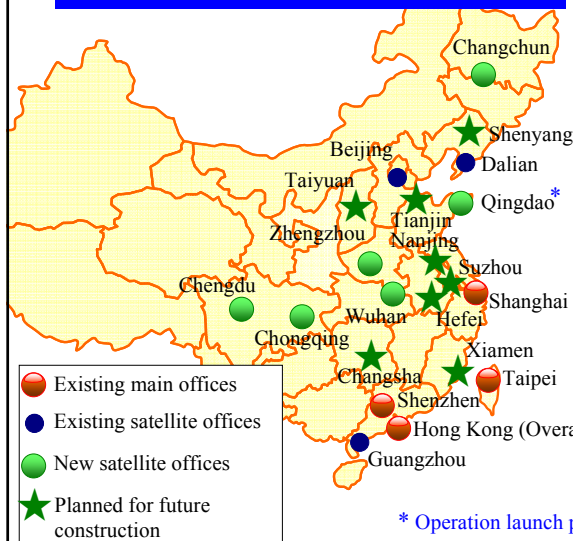 Changchun
Shenyang
Beijing
Dalian
Taiyuan
Qingdao*
Tianjin
Zhengzhou
Nanjing
Suzhou
Chengdu
Shanghai
Wuhan
Hefei
Chongqing
Xiamen
Changsha
Taipei
Shenzhen
Hong Kong (Overa
Guangzhou
Existing main offices
Existing satellite offices
New satellite offices
Planned for future
construction
* Operation launch p